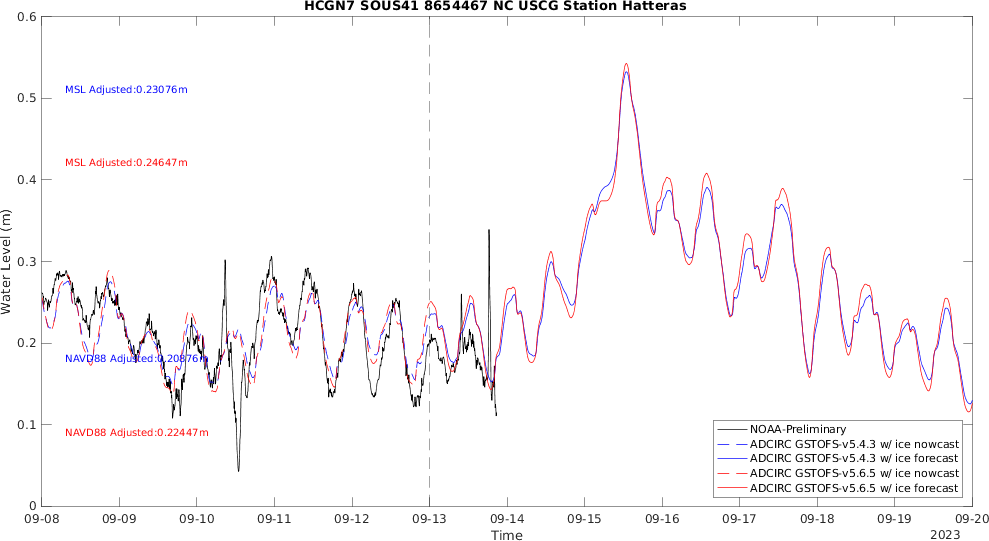 HCGN7 SOUS41 8654467 NC USCG Station Hatteras
Water Level (m)
0.6
0.5
0.4
0.3
0.2
0.1
0
MSL Adjusted:0.23076m
MSL Adjusted:0.24647m
NAVD88 Adjusted:0.20876m
NAVD88 Adjusted:0.22447m
NOAA-Preliminary
ADCIRC GSTOFS-v5.4.3 w/ ice nowcast
ADCIRC GSTOFS-v5.4.3 w/ ice forecast
ADCIRC GSTOFS-v5.6.5 w/ ice nowcast
ADCIRC GSTOFS-v5.6.5 w/ ice forecast
09-08 09-09 09-10 09-11 09-12 09-13 09-14 09-15 09-16 09-17 09-18 09-19 09-20
Time
2023